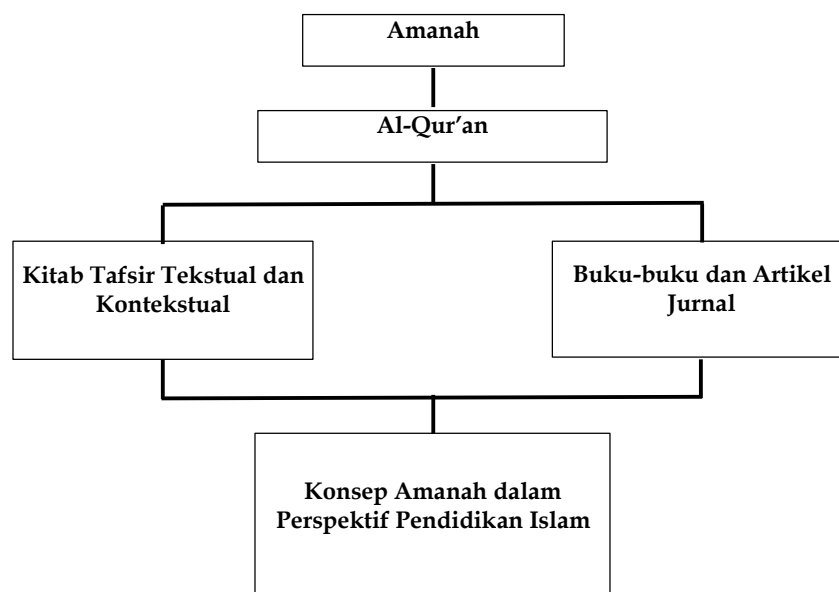 Amanah
Al-Qur’an
Kitab Tafsir Tekstual dan
Kontekstual
Buku-buku dan Artikel
Jurnal
Konsep Amanah dalam
Perspektif Pendidikan Islam